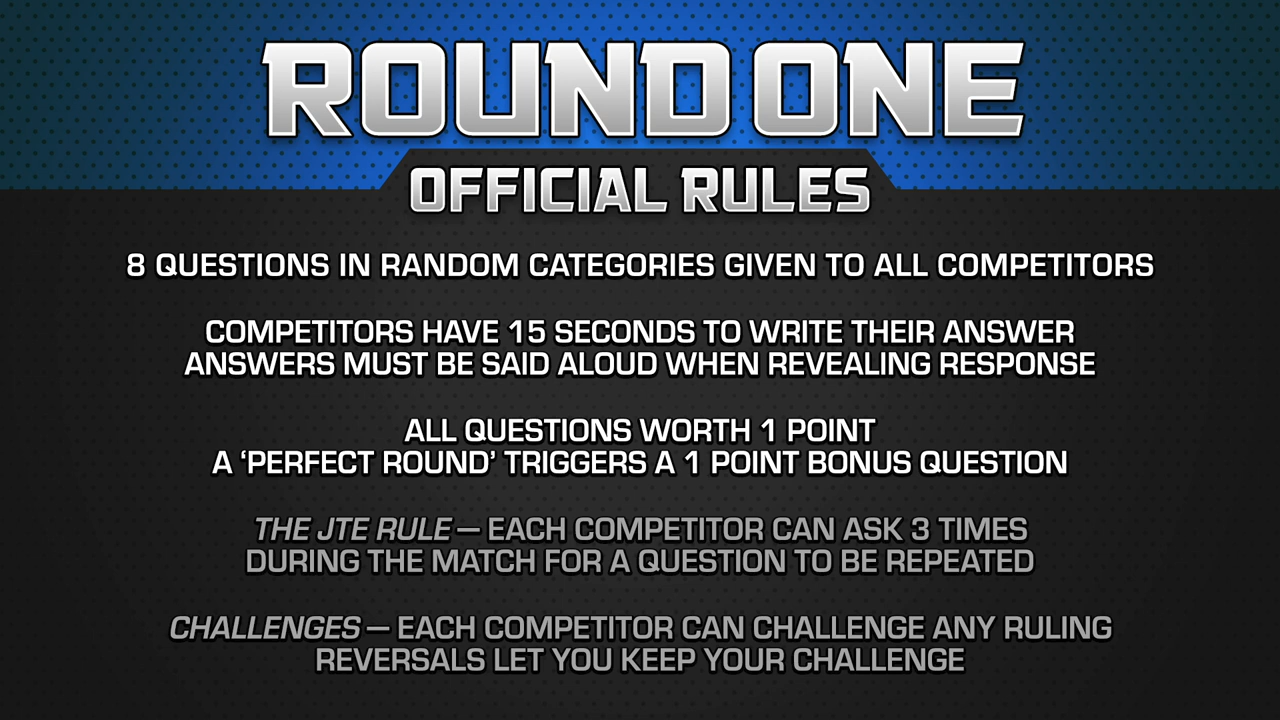 ROUND ONE
OFFICIAL RULES
8 QUESTIONS IN RANDOM CATEGORIES GIVEN TO ALL COMPETITORS
COMPETITORS HAVE 15 SECONDS TO WRITE THEIR ANSWER
ANSWERS MUST BE SAID ALOUD WHEN REVEALING RESPONSE
ALL QUESTIONS WORTH 1 POINT
A ‘PERFECT ROUND’ TRIGGERS A 1 POINT BONUS QUESTION
THE JTE RULE — EACH COMPETITOR CAN ASK 3 TIMES
DURING THE MATCH FOR A QUESTION TO BE REPEATED
CHALLENGES — EACH COMPETITOR CAN CHALLENGE ANY RULING
REVERSALS LET YOU KEEP YOUR CHALLENGE